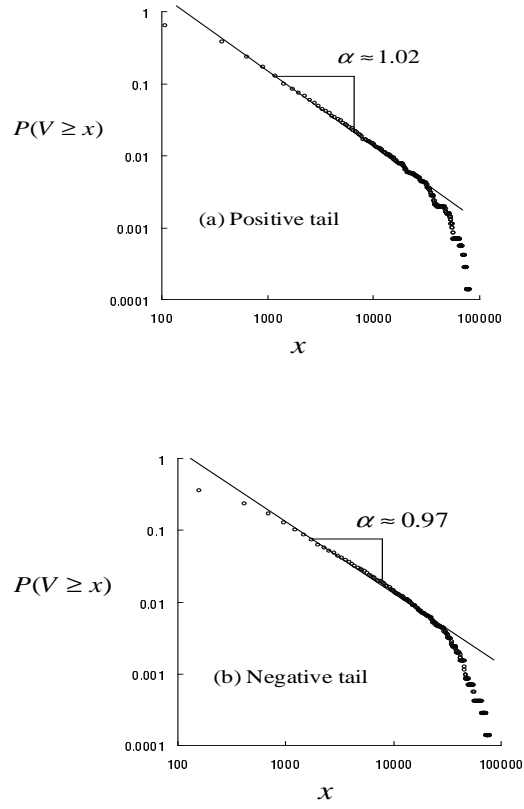 1
0.1
0.01
0.001
0.0001
P(V ≥ x)
α ≈ 1.02
(a) Positive tail
100 1000 10000 100000
x
1
0.1
0.01
0.001
0.0001
P(V ≥ x)
α ≈ 0.97
(b) Negative tail
100 1000 10000 100000
x